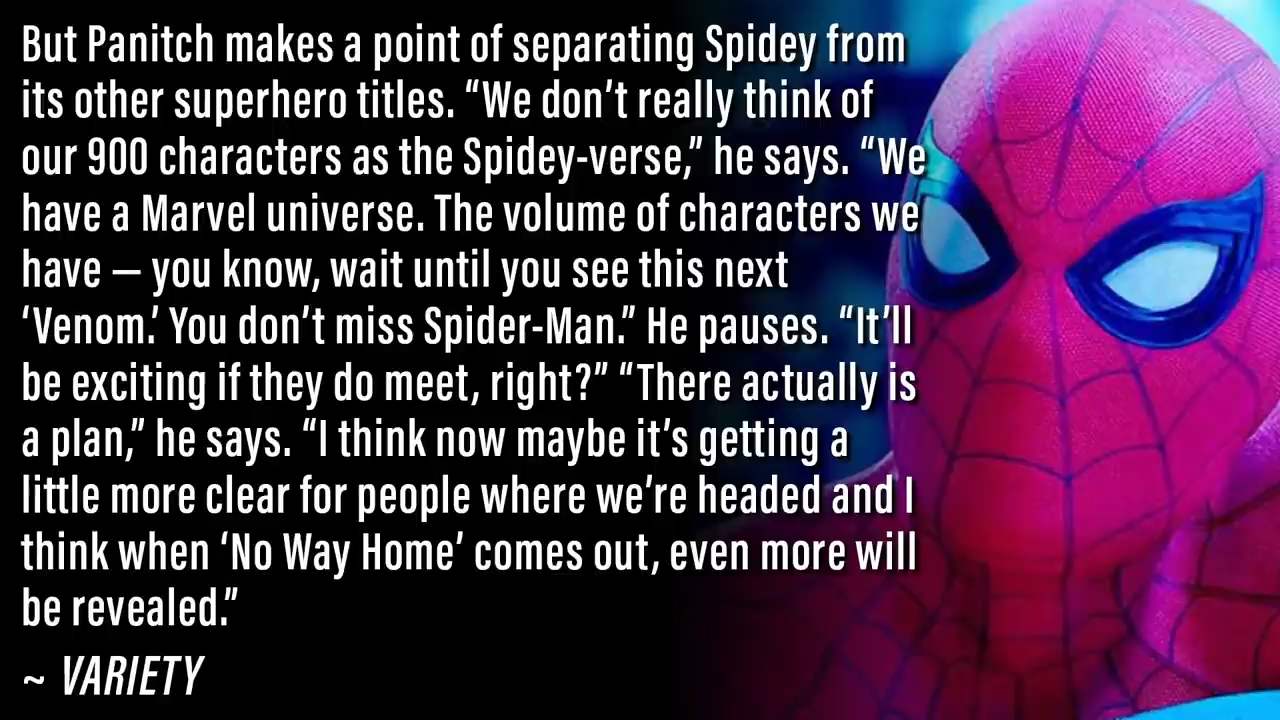 But Panitch makes a point of separating Spidey from
its other superhero titles. “We don’t really think of
our 900 characters as the Spidey-verse,” he says. “We
have a Marvel universe. The volume of characters we
have – you know, wait until you see this next
‘Venom.’ You don’t miss Spider-Man.” He pauses. “It’ll
be exciting if they do meet, right?” “There actually is
a plan,” he says. “I think now maybe it’s getting a
little more clear for people where we’re headed and I
think when ‘No Way Home’ comes out, even more will
be revealed.”
~ VARIETY